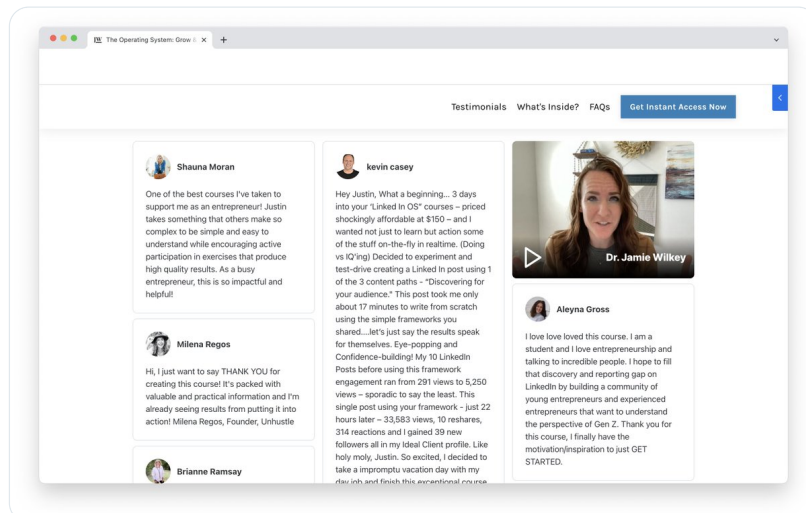 The Operating System: Grow &
Testimonials What's Inside? FAQs Get Instant Access Now
Shauna Moran
One of the best courses I've taken to
support me as an entrepreneur! Justin
takes something that others make so
complex to be simple and easy to
understand while encouraging active
participation in exercises that produce
high quality results. As a busy
entrepreneur, this is so impactful and
helpful!
Milena Regos
Hi, I just want to say THANK YOU for
creating this course! It's packed with
valuable and practical information and I'm
already seeing results from putting it into
action! Milena Regos, Founder, Unhustle
Brianne Ramsay
kevin casey
Hey Justin, What a beginning... 3 days
into your 'Linked In OS" courses – priced
shockingly affordable at $150 – and I
wanted not just to learn but action some
of the stuff on-the-fly in realtime. (Doing
vs IQ'ing) Decided to experiment and
test-drive creating a Linked In post using 1
of the 3 content paths - "Discovering for
your audience." This post took me only
about 17 minutes to write from scratch
using the simple frameworks you
shared....let's just say the results speak
for themselves. Eye-popping and
Confidence-building! My 10 LinkedIn
Posts before using this framework
engagement ran from 291 views to 5,250
views – sporadic to say the least. This
single post using your framework - just 22
hours later – 33,583 views, 10 reshares,
314 reactions and I gained 39 new
followers all in my Ideal Client profile. Like
holy moly, Justin. So excited, I decided to
take a impromptu vacation day with my
day job and finish this exceptional course
Dr. Jamie Wilkey
Aleyna Gross
I love love loved this course. I am a
student and I love entrepreneurship and
talking to incredible people. I hope to fill
that discovery and reporting gap on
LinkedIn by building a community of
young entrepreneurs and experienced
entrepreneurs that want to understand
the perspective of Gen Z. Thank you for
this course, I finally have the
motivation/inspiration to just GET
STARTED.